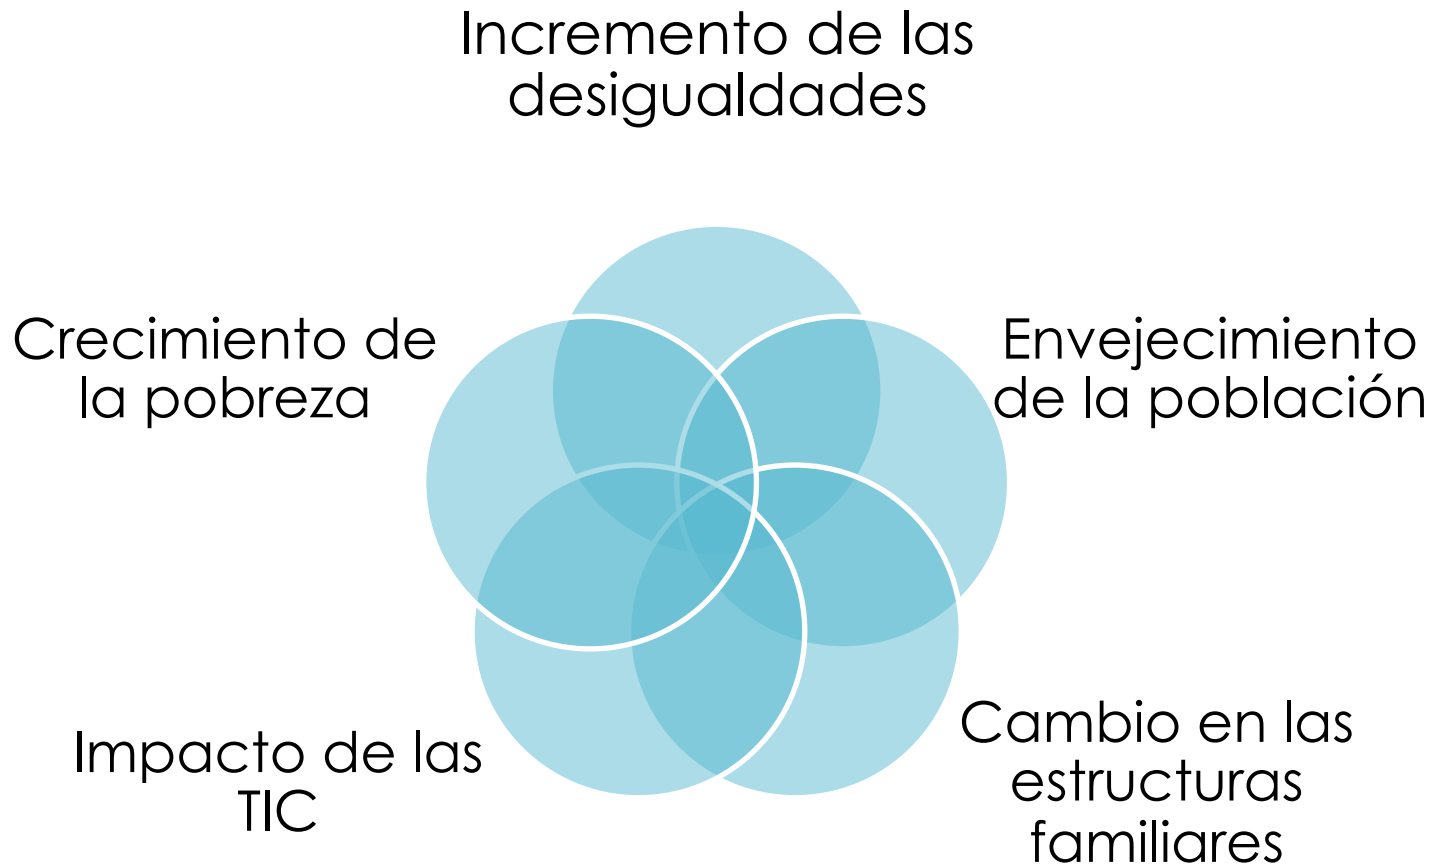 Incremento de las
desigualdades
Crecimiento de
la pobreza
Envejecimiento
de la población
Impacto de las
TIC
Cambio en las
estructuras
familiares